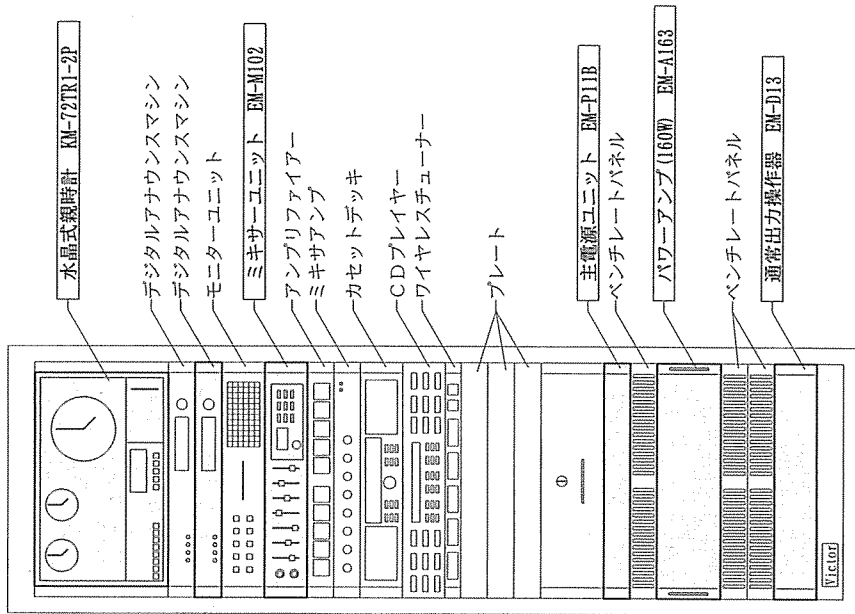 水晶式親時計 KM-72TR1-2P
デジタルアナウンスマシン
デジタルアナウンスマシン
モニターユニット
ミキサーユニット EM-M102
アンプリファイアー
ミキサアンプ
カセットデッキ
CDプレイヤー
ワイヤレスチューナー
プレート
主電源ユニット EM-P11B
ベンチレートパネル
パワーアンプ(160W) EM-A163
ベンチレートパネル
通常出力操作器 EM-D13
Victor